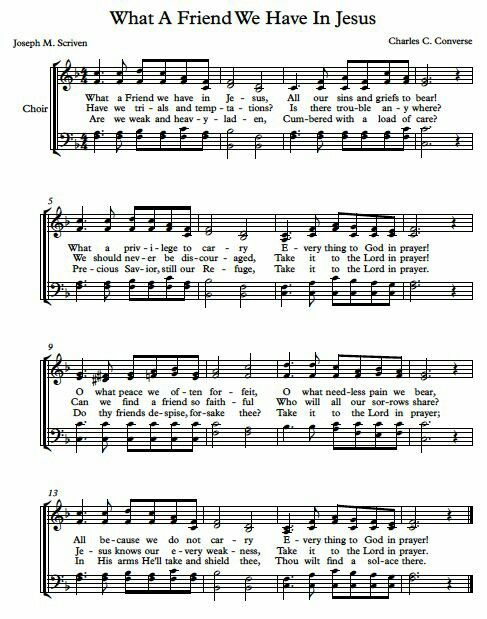 What A Friend We Have In Jesus
Joseph M. Scriven
Charles C. Converse
Choir
What a Friend we have in Je - sus, All our sins and griefs to bear!
Have we tri - als and temp - ta - tions? Is there trou-ble an - y where?
Are we weak and heav - y - lad - en, Cum-bered with a load of care?
5
What a priv - i - lege to car - ry E - very thing to God in prayer!
We should nev - er be dis-cour - aged, Take it to the Lord in prayer!
Pre - cious Sav-ior, still our Re - fuge, Take it to the Lord in prayer.
9
O what peace we of - ten for - feit, O what need-less pain we bear,
Can we find a friend so faith - ful Who will all our sor-rows share?
Do thy friends de-spise, for-sake thee? Take it to the Lord in prayer;
13
All be-cause we do not car - ry E - very thing to God in prayer!
Je - sus knows our e - very weak - ness, Take it to the Lord in prayer.
In His arms He'll take and shield thee, Thou wilt find a sol-ace there.